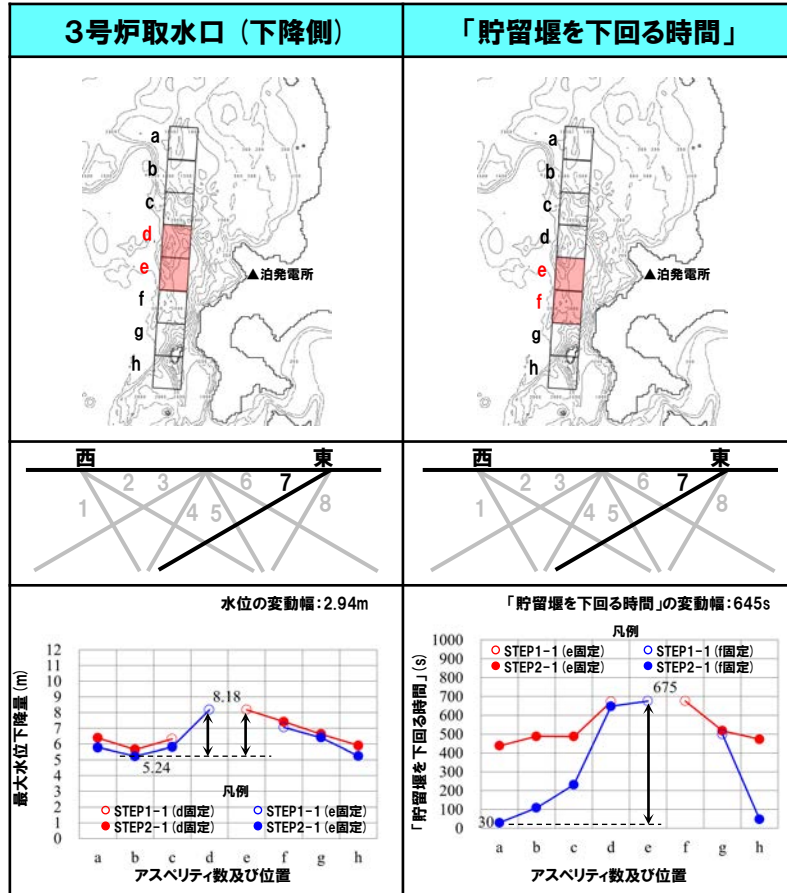 3号炉取水口（下降側）
「貯留堰を下回る時間」
a
b
c
d
e
f
g
h
▲泊発電所
a
b
c
d
e
f
g
h
▲泊発電所
西
東
1
2
3
4
5
6
7
8
西
東
1
2
3
4
5
6
7
8
水位の変動幅：2.94m
最大水位下降量(m)
12
11
10
9
8
7
6
5
4
3
2
1
0
8.18
5.24
凡例
STEP1-1(d固定)
STEP1-1(e固定)
STEP2-1(d固定)
STEP2-1(e固定)
a b c d e f g h
アスペリティ数及び位置
「貯留堰を下回る時間」の変動幅：645s
凡例
STEP1-1(e固定)
STEP1-1(f固定)
STEP2-1(e固定)
STEP2-1(f固定)
「貯留堰を下回る時間」(s)
1000
900
800
700
600
500
400
300
200
100
0
675
30
a b c d e f g h
アスペリティ数及び位置